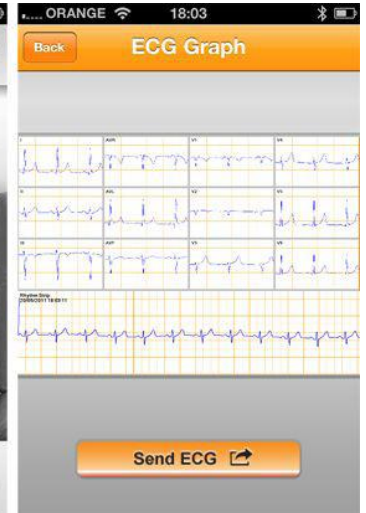 ORANGE 18:03
Back ECG Graph
I AVR V1 V4
II AVL V2 V5
III AVF V3 V6
Rhythm Strip
Send ECG